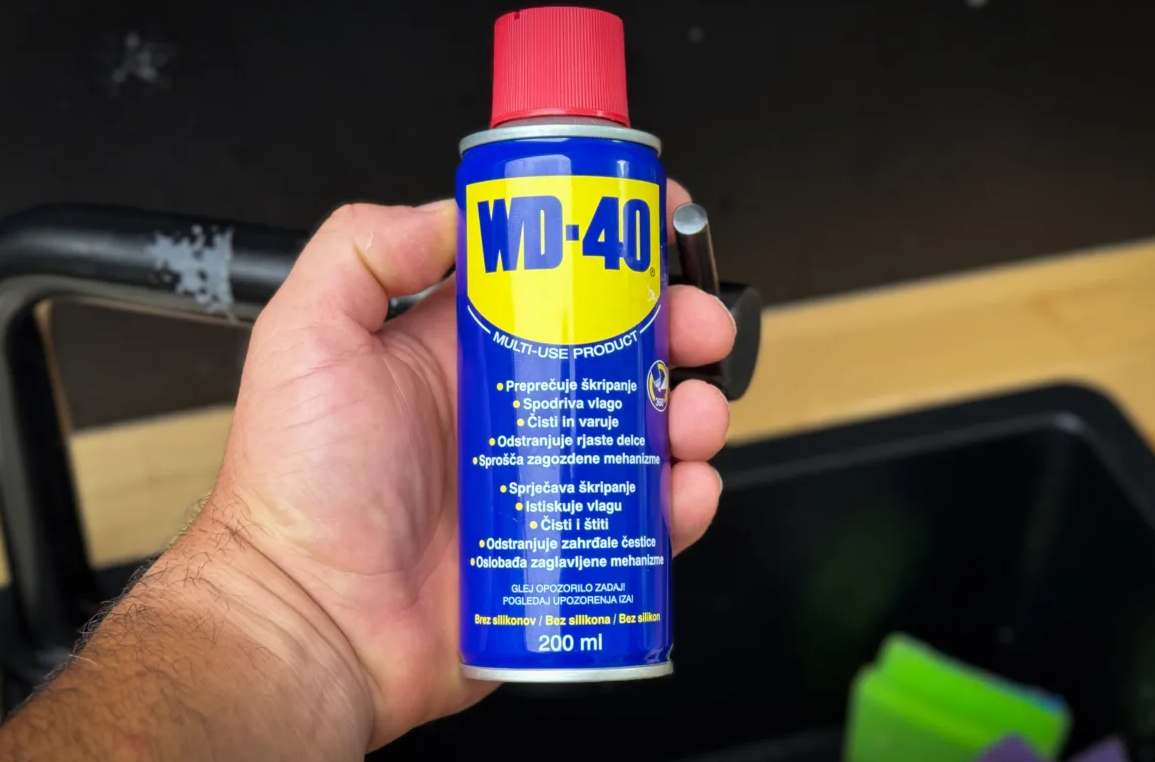 WD-40
®
MULTI-USE PRODUCT
• Preprečuje škripanje
• Spodriva vlago
• Čisti in varuje
• Odstranjuje rjaste delce
• Sprošča zagozdene mehanizme
360°
• Sprječava škripanje
• Istiskuje vlagu
• Čisti i štiti
• Odstranjuje zahrđale čestice
• Oslobađa zaglavljene mehanizme
GLEJ OPOZORILO ZADAJ!
POGLEDAJ UPOZORENJA IZA!
Brez silikonov / Bez silikona / Bez silikon
200 ml